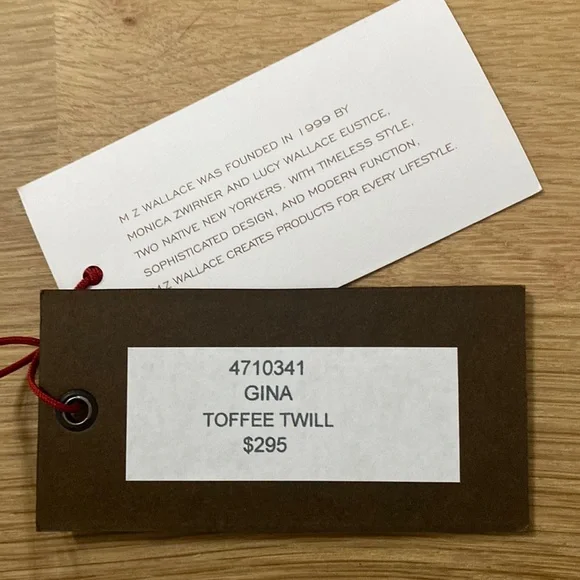 M Z WALLACE WAS FOUNDED IN 1999 BY
MONICA ZWIRNER AND LUCY WALLACE EUSTICE,
TWO NATIVE NEW YORKERS. WITH TIMELESS STYLE,
SOPHISTICATED DESIGN, AND MODERN FUNCTION,
MZ WALLACE CREATES PRODUCTS FOR EVERY LIFESTYLE.
4710341
GINA
TOFFEE TWILL
$295